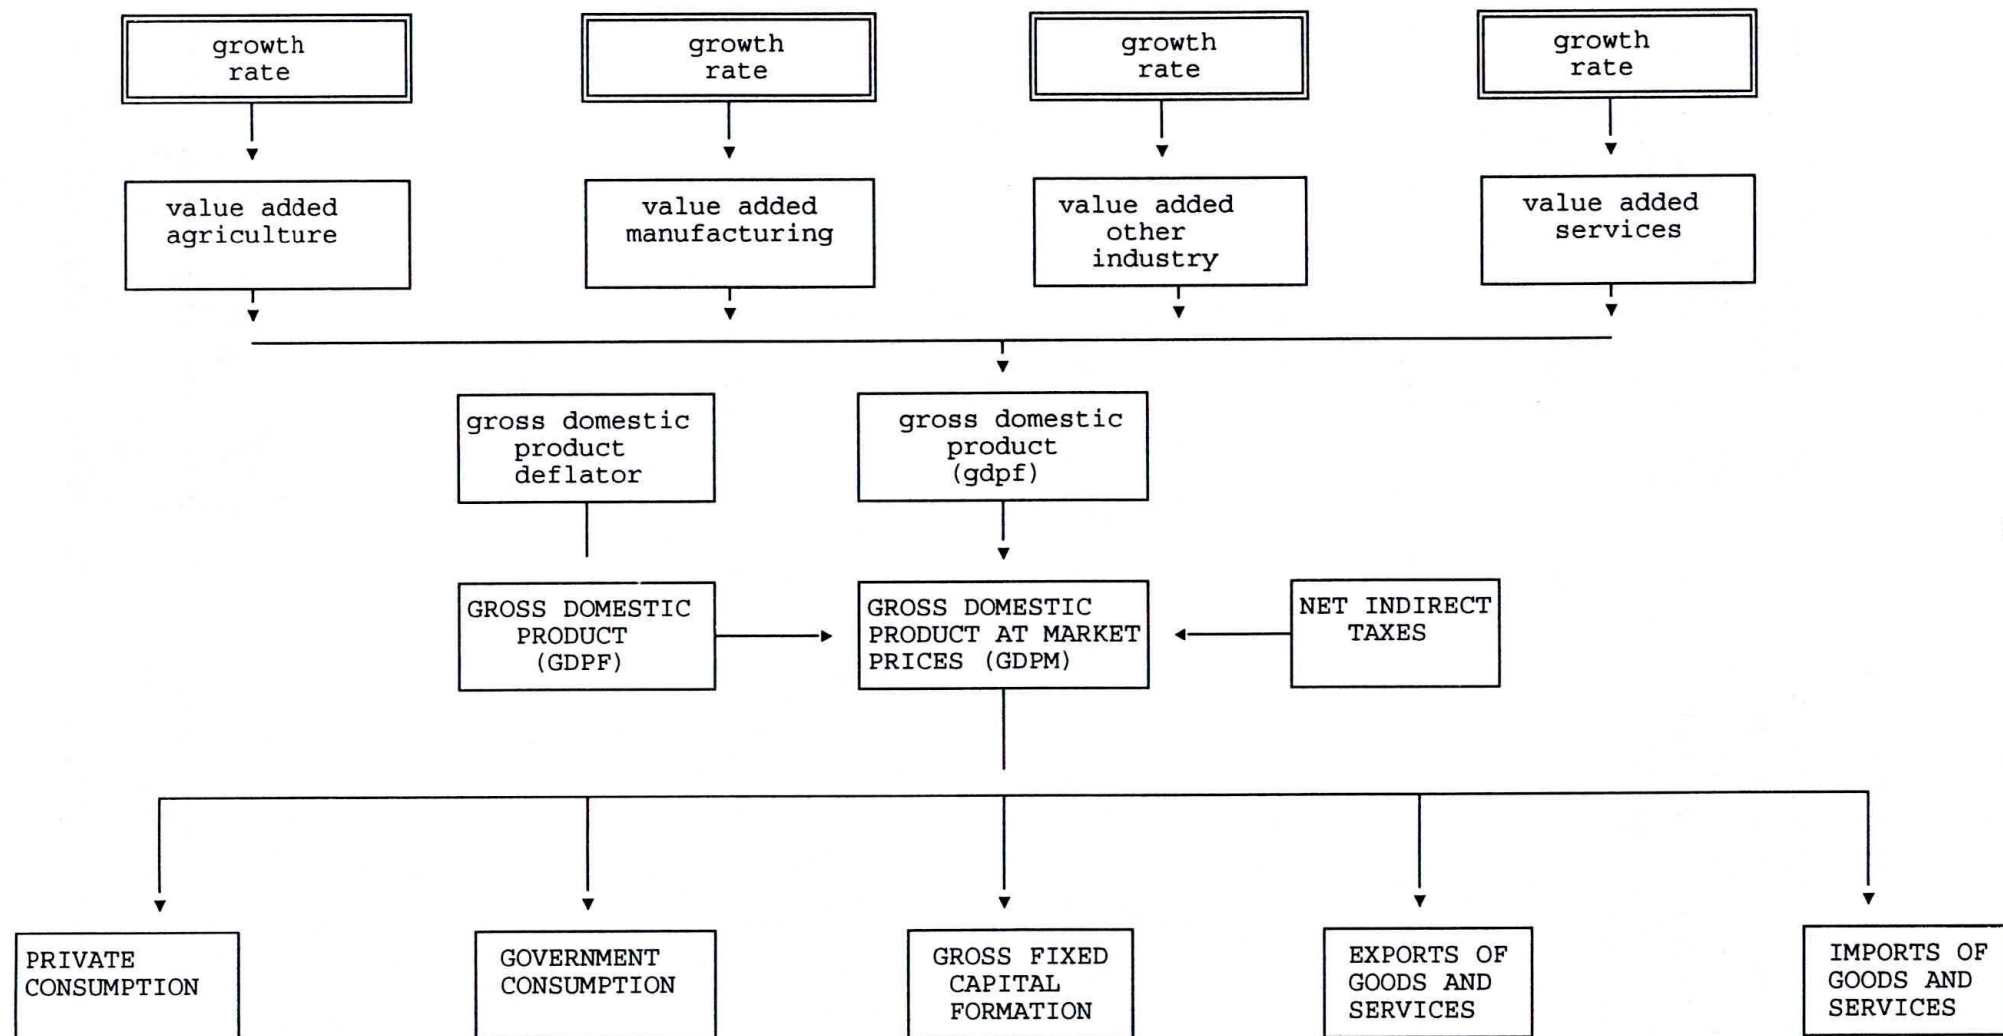 growth
rate
growth
rate
growth
rate
growth
rate
value added
agriculture
value added
manufacturing
value added
other
industry
value added
services
gross domestic
product
deflator
gross domestic
product
(gdpf)
GROSS DOMESTIC
PRODUCT
(GDPF)
GROSS DOMESTIC
PRODUCT AT MARKET
PRICES (GDPM)
NET INDIRECT
TAXES
PRIVATE
CONSUMPTION
GOVERNMENT
CONSUMPTION
GROSS FIXED
CAPITAL
FORMATION
EXPORTS OF
GOODS AND
SERVICES
IMPORTS OF
GOODS AND
SERVICES